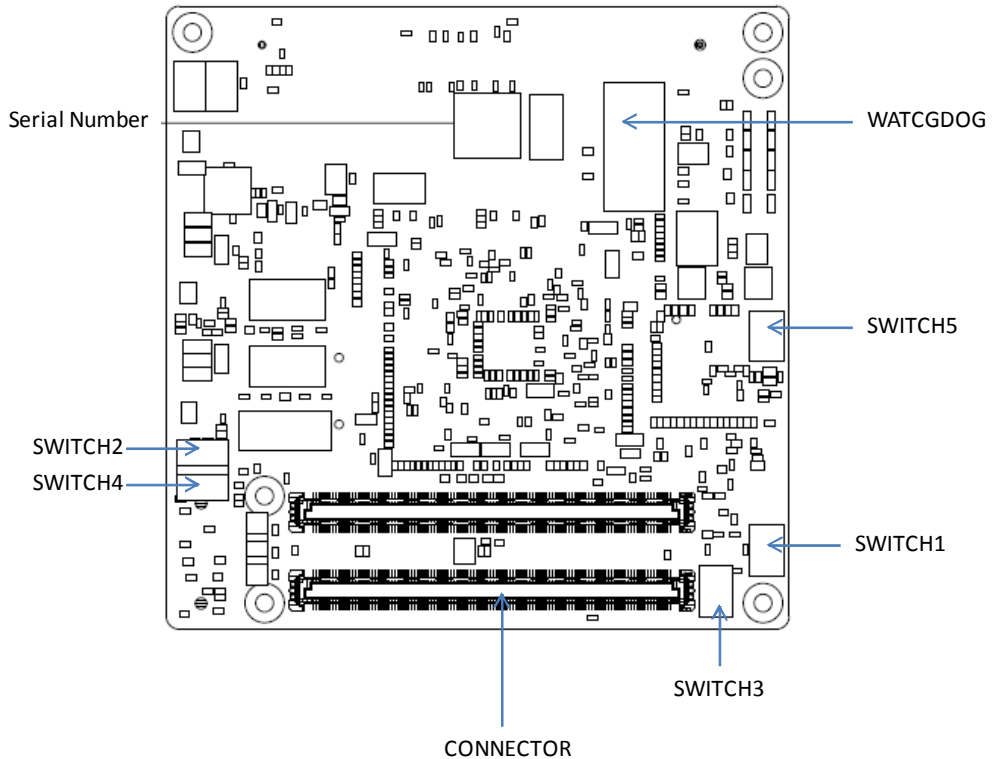 Serial Number
WATCGDOG
SWITCH5
SWITCH2
SWITCH4
SWITCH1
SWITCH3
CONNECTOR